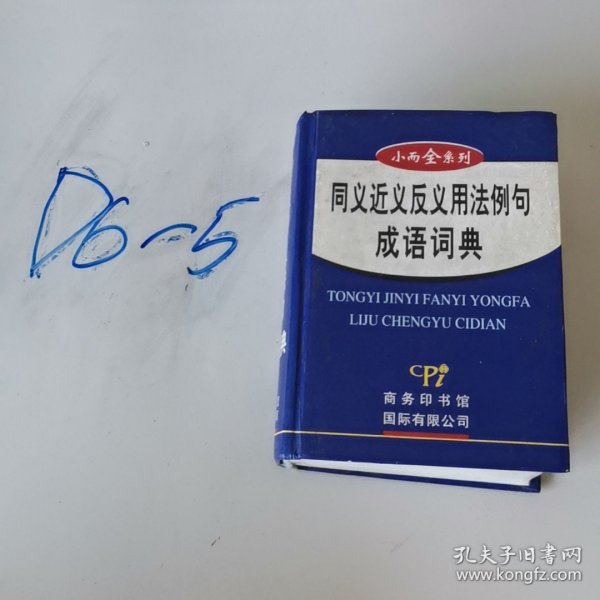 D6-5
小而全系列
同义近义反义用法例句
成语词典
TONGYI JINYI FANYI YONGFA
LIJU CHENGYU CIDIAN
CPi
商务印书馆
国际有限公司
典
孔夫子旧书网
www.kongfz.com